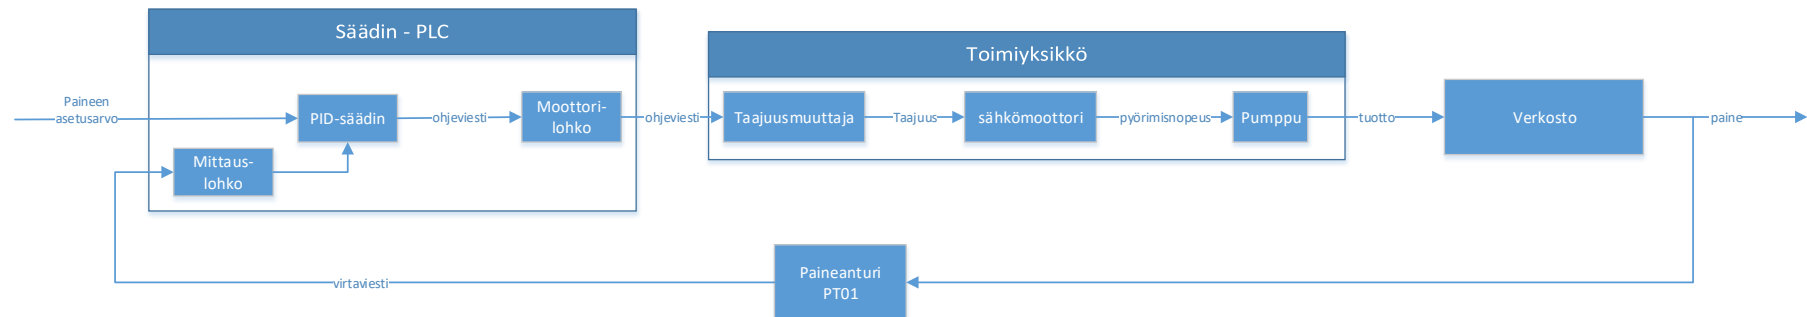 Säädin - PLC
Toimiyksikkö
Paineen
asetusarvo
PID-säädin
ohjeviesti
Moottori-
lohko
ohjeviesti
Taajuusmuuttaja
Taajuus
sähkömoottori
pyörimisnopeus
Pumppu
tuotto
Verkosto
paine
Mittaus-
lohko
virtaviesti
Paineanturi
PT01